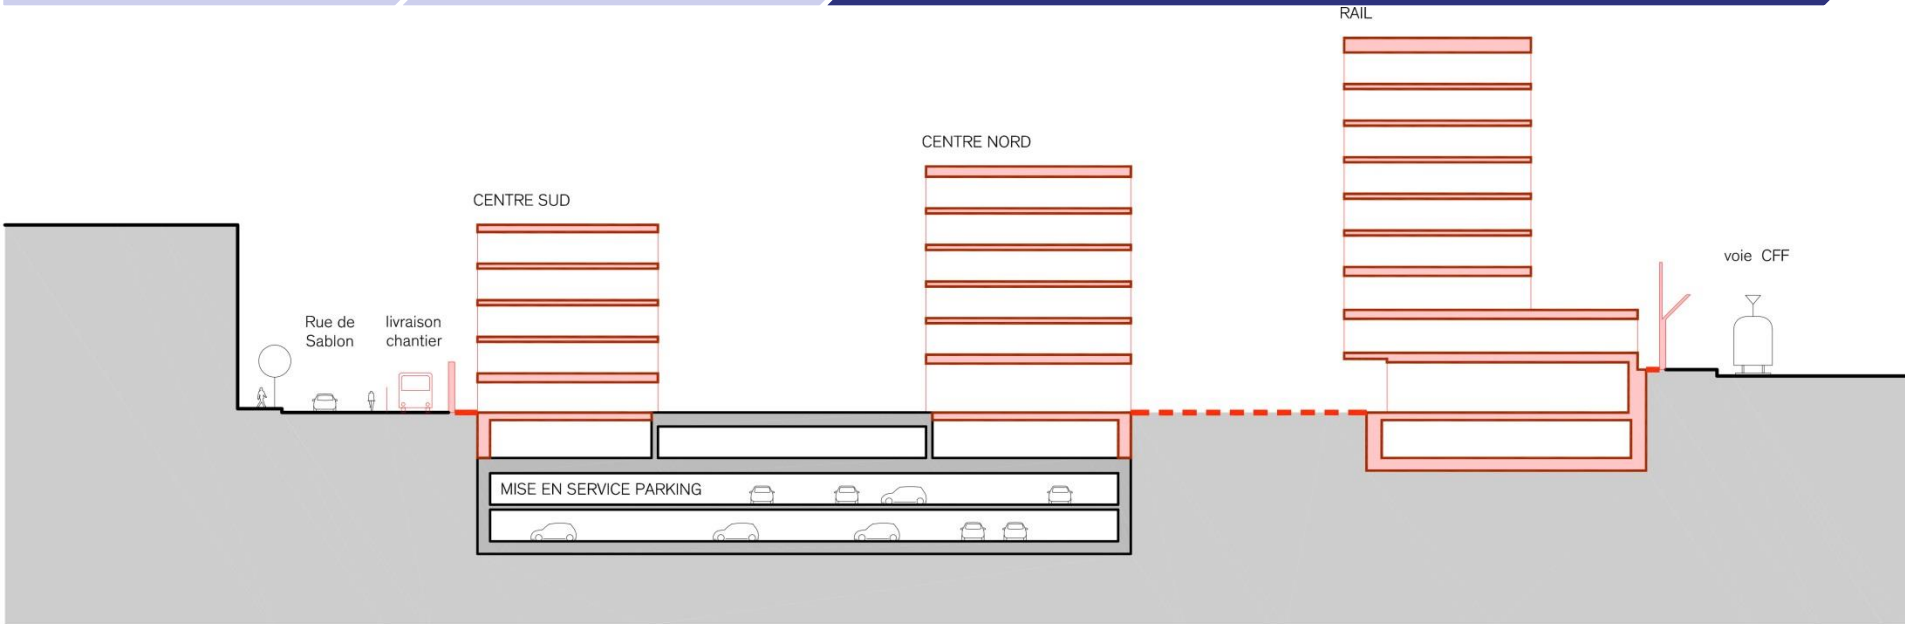 RAIL
CENTRE NORD
CENTRE SUD
voie CFF
Rue de
Sablon
livraison
chantier
MISE EN SERVICE PARKING